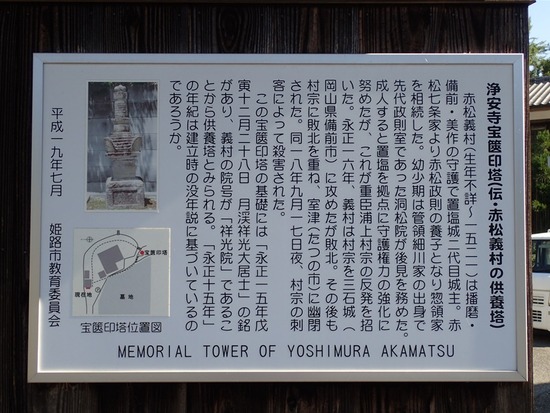 浄安寺宝篋印塔(伝・赤松義村の供養塔)
赤松義村(生年不詳～一五二一)は播磨・
備前・美作の守護で置塩城二代目城主。赤
松七条家より赤松政則の養子となり惣領家
を相続した。幼少期は管領細川家の出身で
先代政則室であった洞松院が後見を務めた。
成人すると置塩を拠点に守護権力の強化に
努めたが、これが重臣浦上村宗の反発を招
いた。永正一六年、義村は村宗を三石城(
岡山県備前市)に攻めたが敗北。その後も
村宗に敗北を重ね、室津(たつの市)に幽閉
された。同一八年九月一七日夜、村宗の刺
客によって殺害された。
この宝篋印塔の基礎には「永正一五年戊
寅十二月二十八日 月渓祥光大居士」の銘
があり、義村の院号が「祥光院」であるこ
とから供養塔とみられる。「永正十五年」
の年紀は建立時の没年説に基づいているの
であろうか。
平成一九年七月 姫路市教育委員会
宝篋印塔
現在地
墓地
宝篋印塔位置図
MEMORIAL TOWER OF YOSHIMURA AKAMATSU